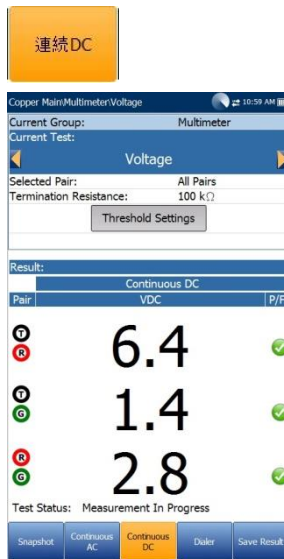 連続DC
Copper Main\Multimeter\Voltage
10:59 AM
Current Group: Multimeter
Current Test:
Voltage
Selected Pair: All Pairs
Termination Resistance: 100 kΩ
Threshold Settings
Result:
Continuous DC
Pair VDC P/F
T
R
6.4
T
G
1.4
R
G
2.8
Test Status: Measurement In Progress
Snapshot
Continuous AC
Continuous DC
Dialer
Save Result